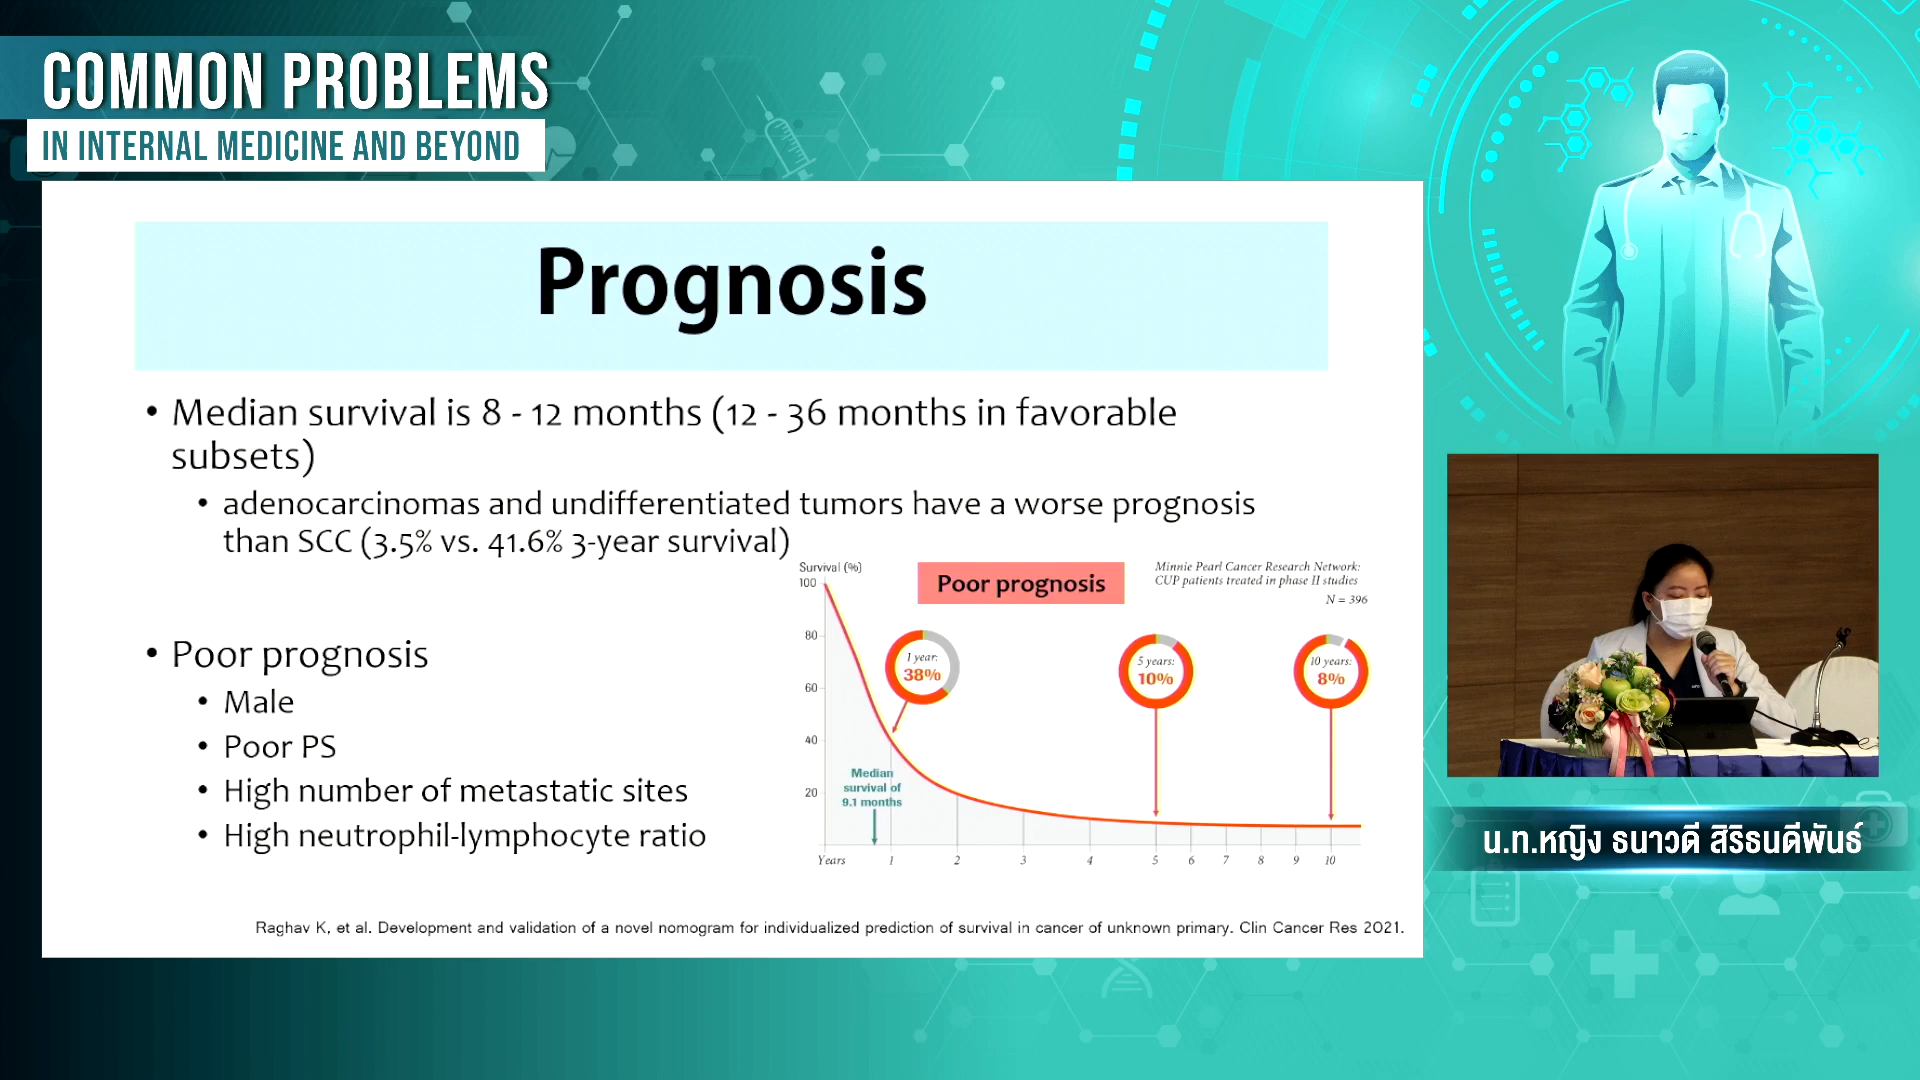 COMMON PROBLEMS
IN INTERNAL MEDICINE AND BEYOND
Prognosis
• Median survival is 8 - 12 months (12 - 36 months in favorable
subsets)
• adenocarcinomas and undifferentiated tumors have a worse prognosis
than SCC (3.5% vs. 41.6% 3-year survival)
• Poor prognosis
• Male
• Poor PS
• High number of metastatic sites
• High neutrophil-lymphocyte ratio
Survival (%)
100
80
60
40
20
Poor prognosis
Minnie Pearl Cancer Research Network:
CUP patients treated in phase II studies
N = 396
1 year:
38%
5 years:
10%
10 years:
8%
Median
survival of
9.1 months
Years 1 2 3 4 5 6 7 8 9 10
Raghav K, et al. Development and validation of a novel nomogram for individualized prediction of survival in cancer of unknown primary. Clin Cancer Res 2021.
น.ท.หญิง ธนาวดี สิริธนดีพันธ์